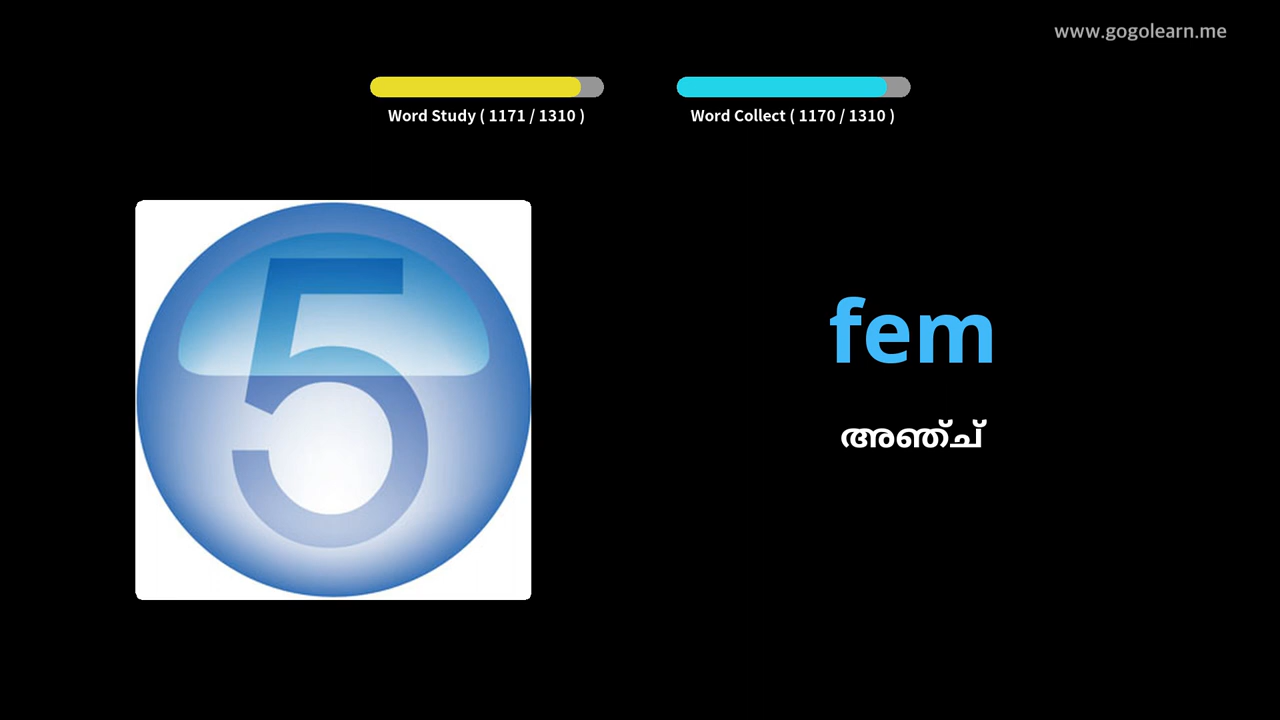 www.gogolearn.me
Word Study ( 1171 / 1310 )
Word Collect ( 1170 / 1310 )
5
fem
അഞ്ച്